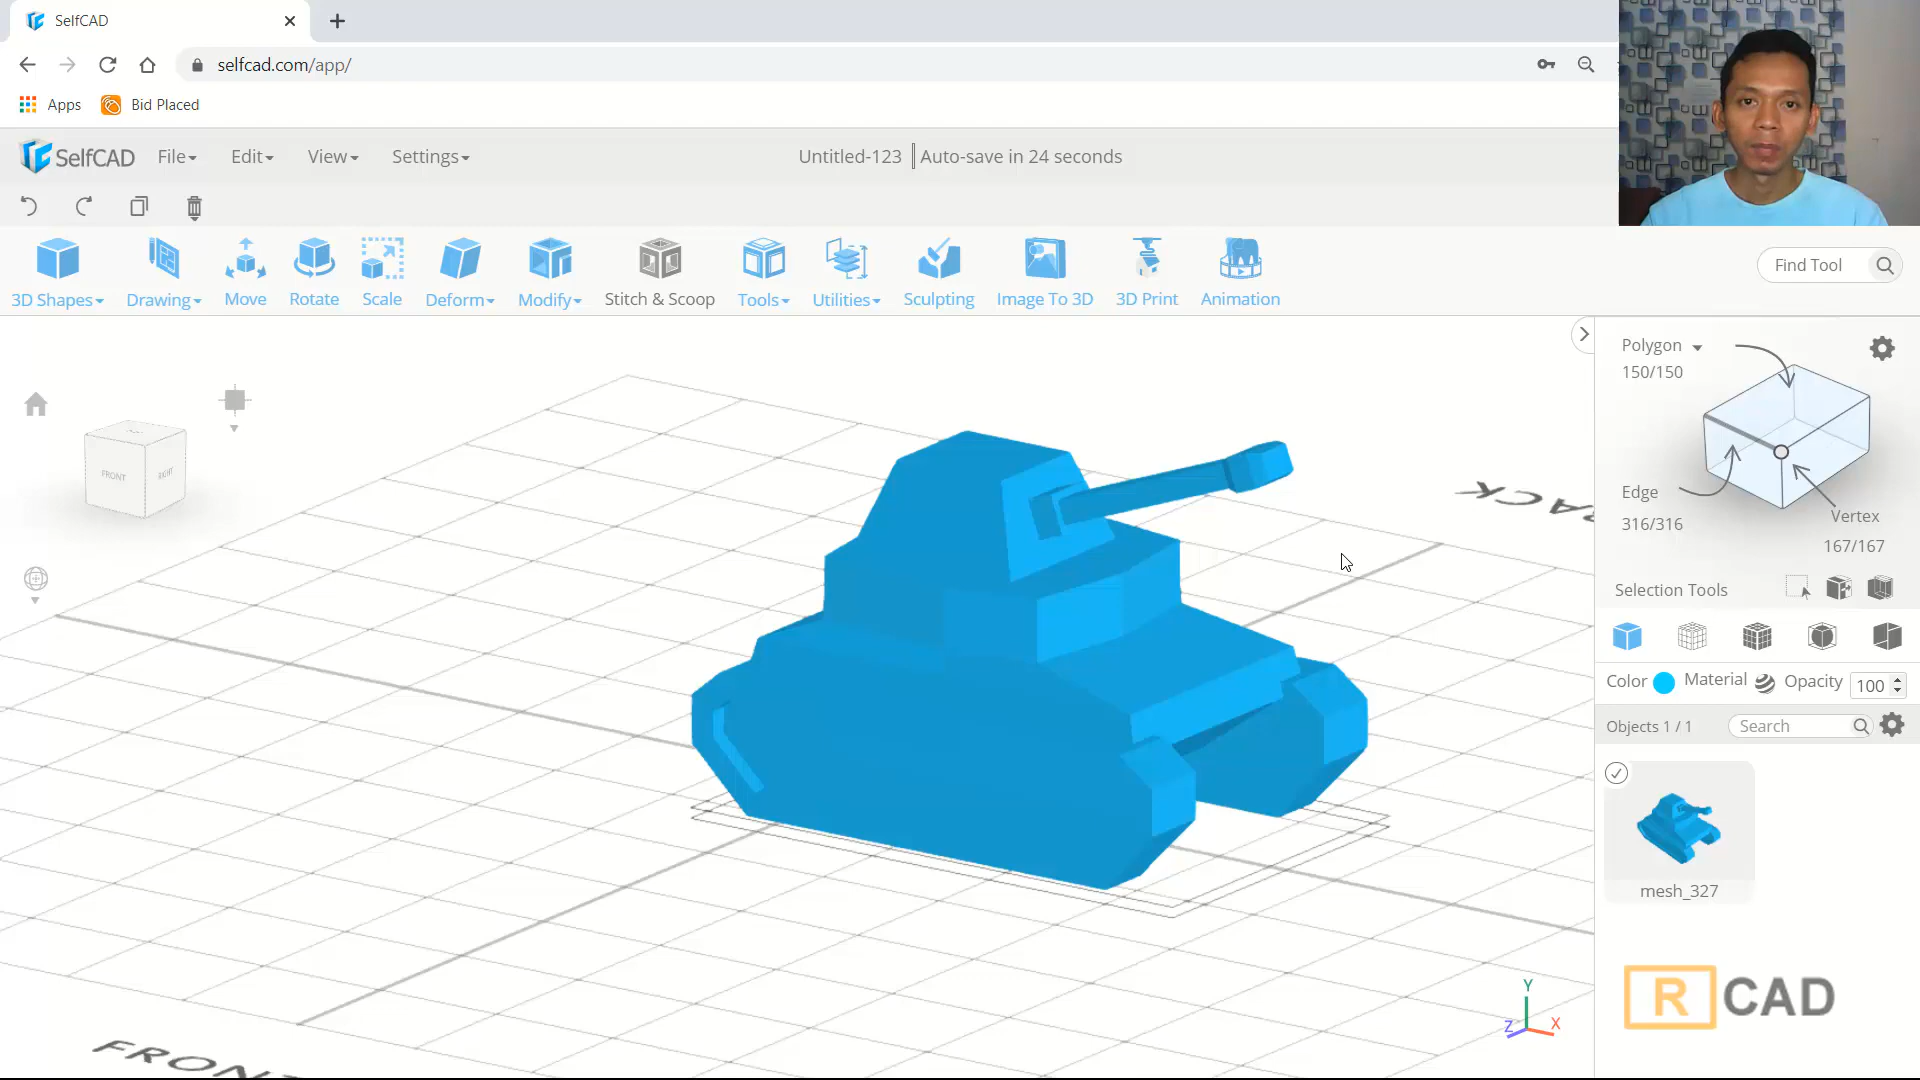 SelfCAD
selfcad.com/app/
Apps
Bid Placed
SelfCAD
File
Edit
View
Settings
Untitled-123
Auto-save in 24 seconds
3D Shapes
Drawing
Move
Rotate
Scale
Deform
Modify
Stitch & Scoop
Tools
Utilities
Sculpting
Image To 3D
3D Print
Animation
Find Tool
Polygon
150/150
Edge
316/316
Vertex
167/167
Selection Tools
Color
Material
Opacity
100
Objects 1 / 1
Search
mesh_327
FRONT
RIGHT
FRONT
Y
Z
X
R CAD